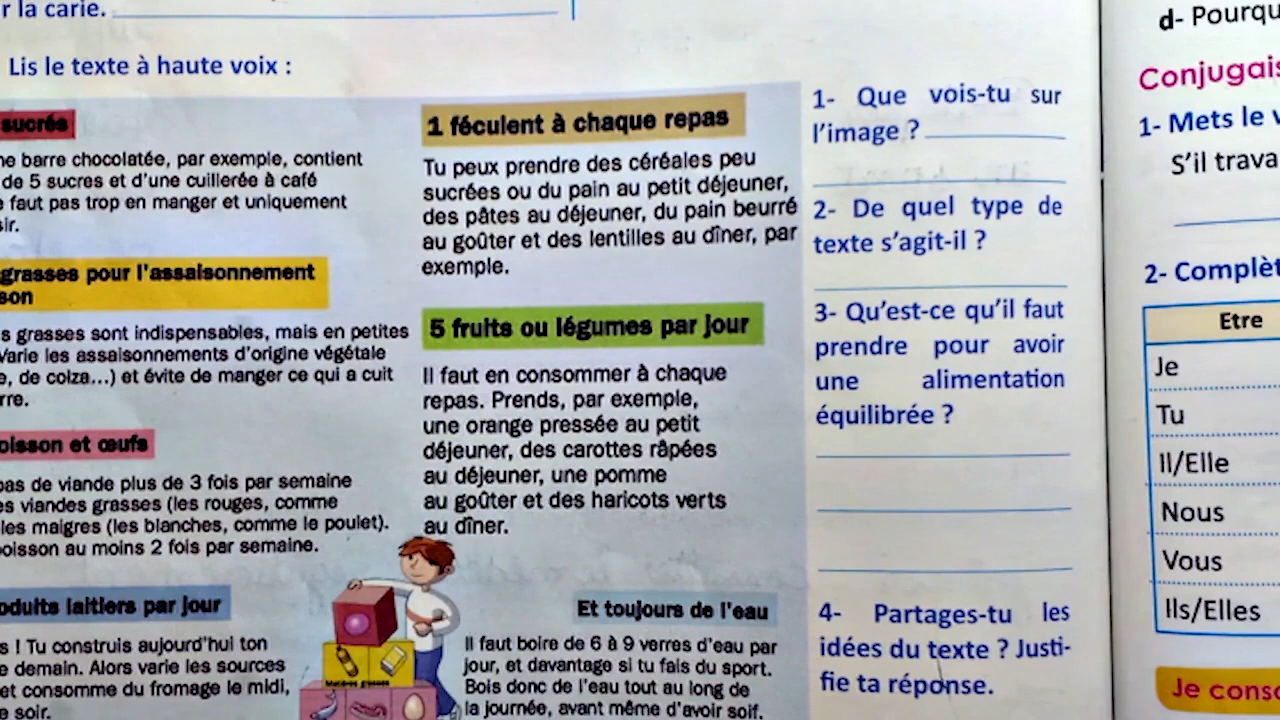 r la carie.
Lis le texte à haute voix :
sucrés
ne barre chocolatée, par exemple, contient
de 5 sucres et d'une cuillerée à café
faut pas trop en manger et uniquement
grasses pour l'assaisonnement
son
s grasses sont indispensables, mais en petites
Varie les assaisonnements d'origine végétale
e, de colza...) et évite de manger ce qui a cuit
rre.
oisson et œufs
pas de viande plus de 3 fois par semaine
es viandes grasses (les rouges, comme
les maigres (les blanches, comme le poulet).
oisson au moins 2 fois par semaine.
oduits laitiers par jour
s ! Tu construis aujourd'hui ton
e demain. Alors varie les sources
et consomme du fromage le midi,
e soir.
1 féculent à chaque repas
Tu peux prendre des céréales peu
sucrées ou du pain au petit déjeuner,
des pâtes au déjeuner, du pain beurré
au goûter et des lentilles au dîner, par
exemple.
5 fruits ou légumes par jour
Il faut en consommer à chaque
repas. Prends, par exemple,
une orange pressée au petit
déjeuner, des carottes râpées
au déjeuner, une pomme
au goûter et des haricots verts
au dîner.
Matières grasses
Et toujours de l'eau
Il faut boire de 6 à 9 verres d'eau par
jour, et davantage si tu fais du sport.
Bois donc de l'eau tout au long de
la journée, avant même d'avoir soif.
1- Que vois-tu sur
l'image ?
2- De quel type de
texte s'agit-il ?
3- Qu'est-ce qu'il faut
prendre pour avoir
une alimentation
équilibrée ?
4- Partages-tu les
idées du texte ? Justi-
fie ta réponse.
d- Pourqu
Conjugais
1- Mets le v
S'il trava
2- Complèt
Etre
Je
Tu
Il/Elle
Nous
Vous
Ils/Elles
Je conso